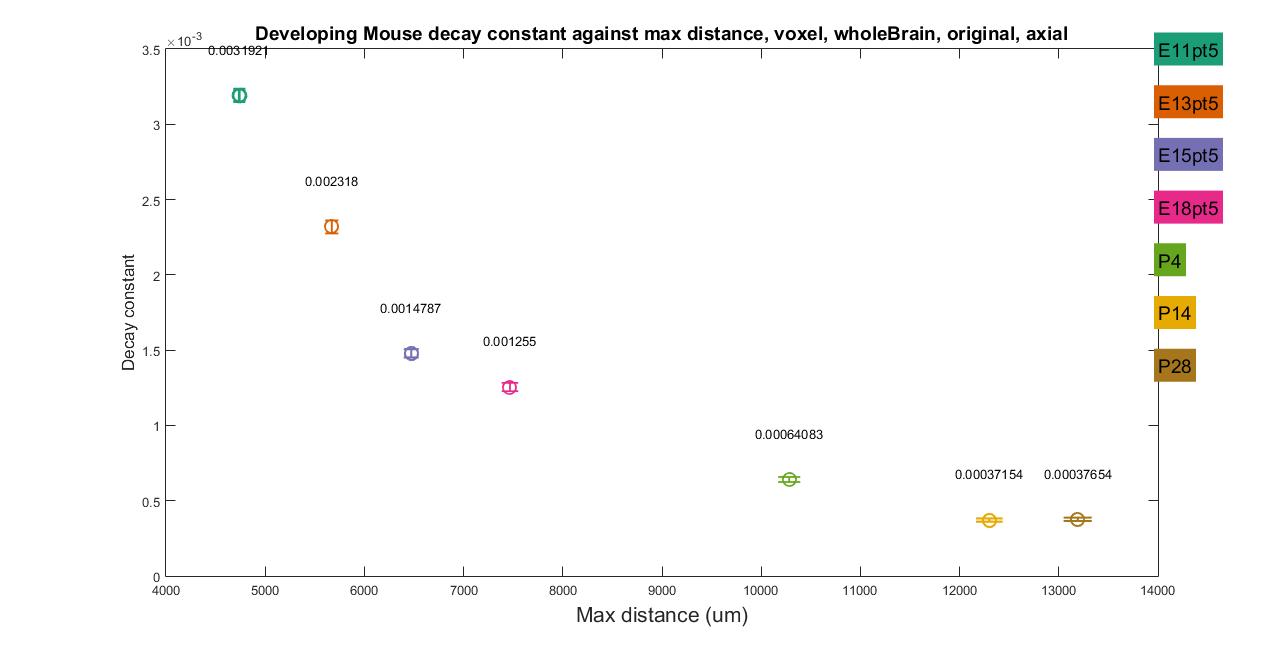 Developing Mouse decay constant against max distance, voxel, wholeBrain, original, axial
×10⁻³
3.5
3
2.5
2
1.5
1
0.5
0
Decay constant
0.0031921
0.002318
0.0014787
0.001255
0.00064083
0.00037154
0.00037654
4000 5000 6000 7000 8000 9000 10000 11000 12000 13000 14000
Max distance (um)
E11pt5
E13pt5
E15pt5
E18pt5
P4
P14
P28